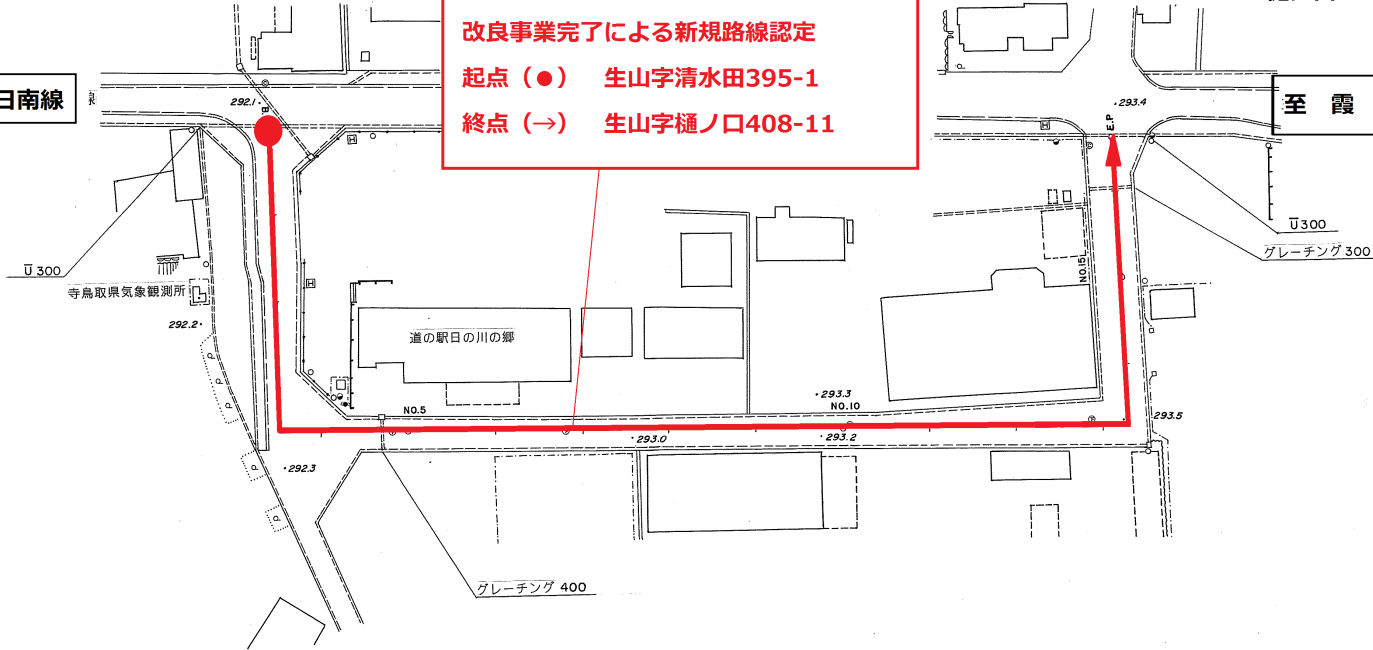 改良事業完了による新規路線認定
起点（●）　生山字清水田395-1
終点（→）　生山字樋ノ口408-11
日南線
至　霞
292.1
293.4
E.P
U300
U300
グレーチング300
寺鳥取県気象観測所
292.2
道の駅日の川の郷
NO.15
NO.5
293.3
NO.10
293.5
293.0
293.2
292.3
グレーチング 400